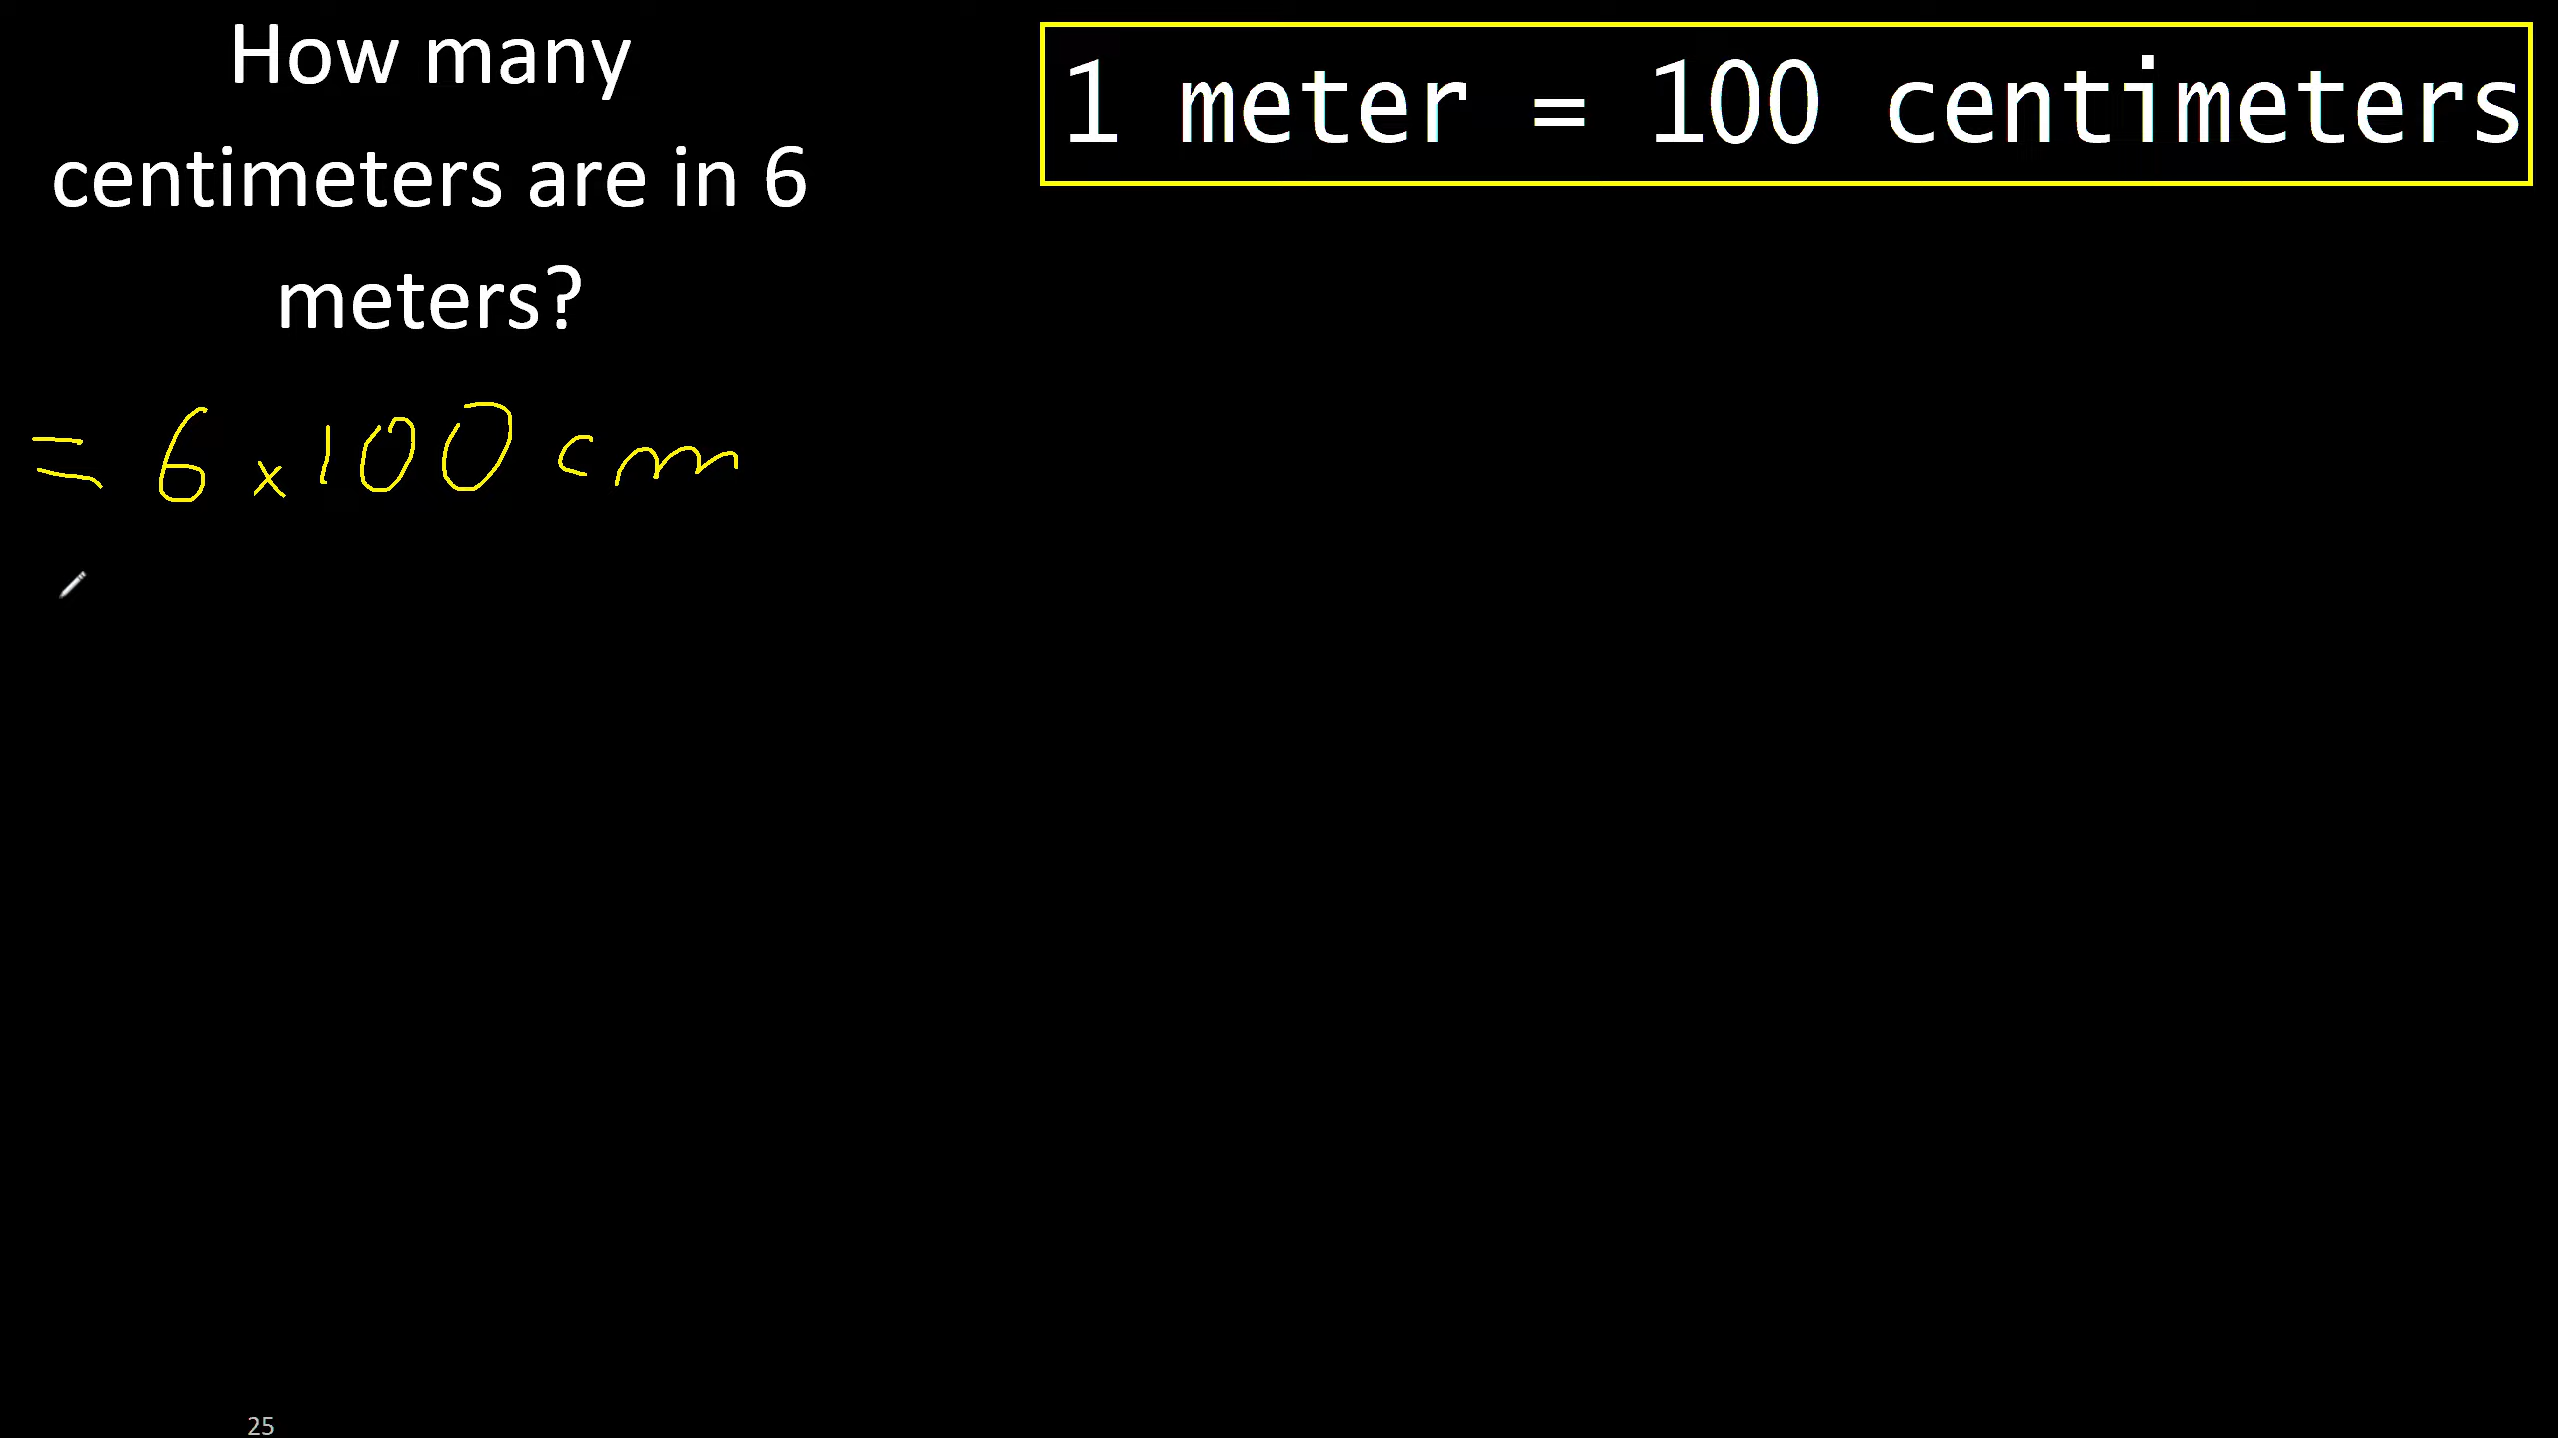 How many
centimeters are in 6
meters?
1 meter = 100 centimeters
= 6 x 100 cm
25